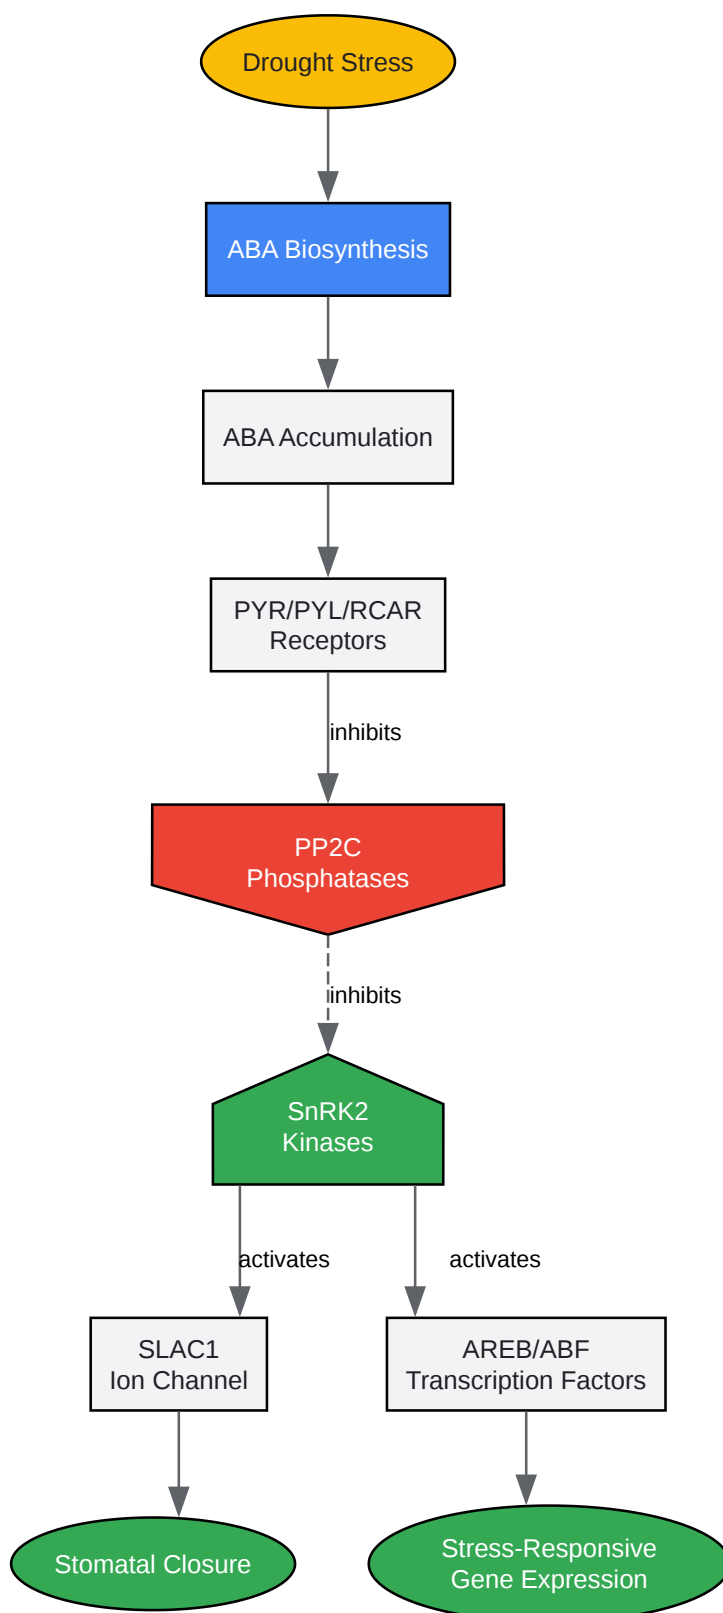 Drought Stress
ABA Biosynthesis
ABA Accumulation
PYR/PYL/RCAR
Receptors
inhibits
PP2C
Phosphatases
inhibits
SnRK2
Kinases
activates
activates
SLAC1
Ion Channel
AREB/ABF
Transcription Factors
Stomatal Closure
Stress-Responsive
Gene Expression